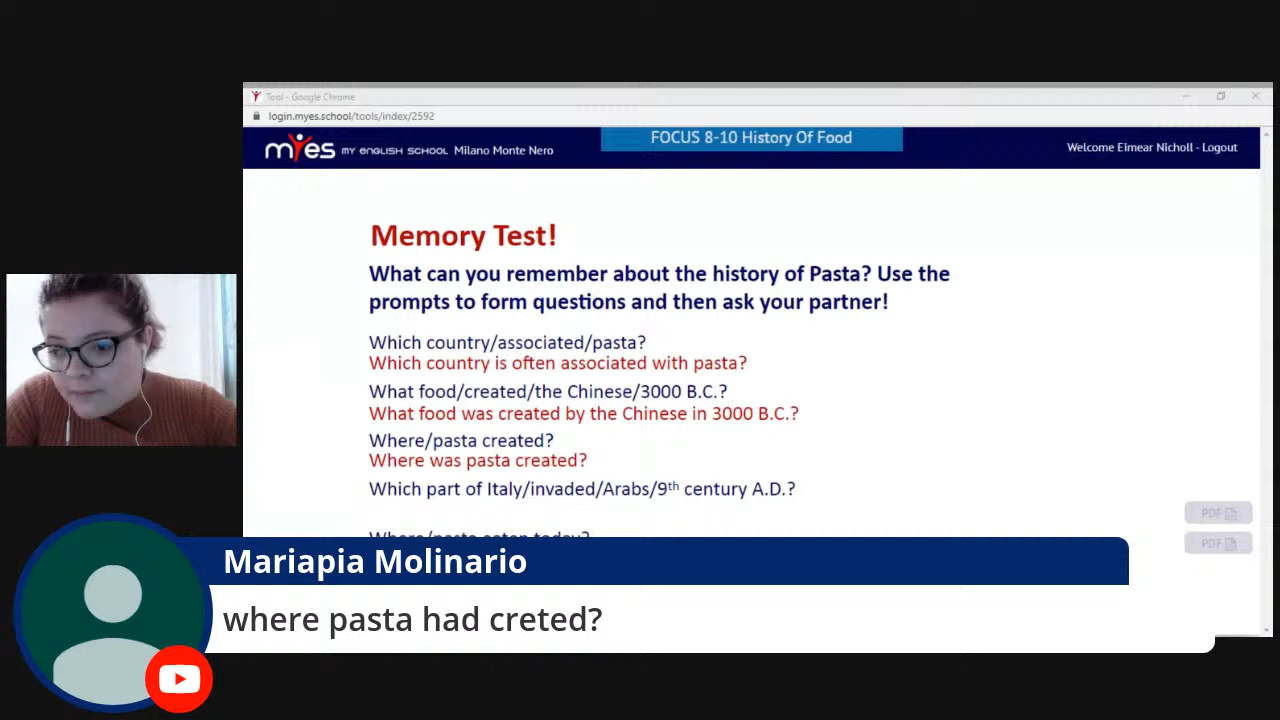 Tool - Google Chrome
login.myes.school/tools/index/2592
FOCUS 8-10 History Of Food
myes MY ENGLISH SCHOOL Milano Monte Nero
Welcome Eimear Nicholl - Logout
Memory Test!
What can you remember about the history of Pasta? Use the
prompts to form questions and then ask your partner!
Which country/associated/pasta?
Which country is often associated with pasta?
What food/created/the Chinese/3000 B.C.?
What food was created by the Chinese in 3000 B.C.?
Where/pasta created?
Where was pasta created?
Which part of Italy/invaded/Arabs/9th century A.D.?
PDF
Where/pasta eaten today?
PDF
Mariapia Molinario
where pasta had creted?